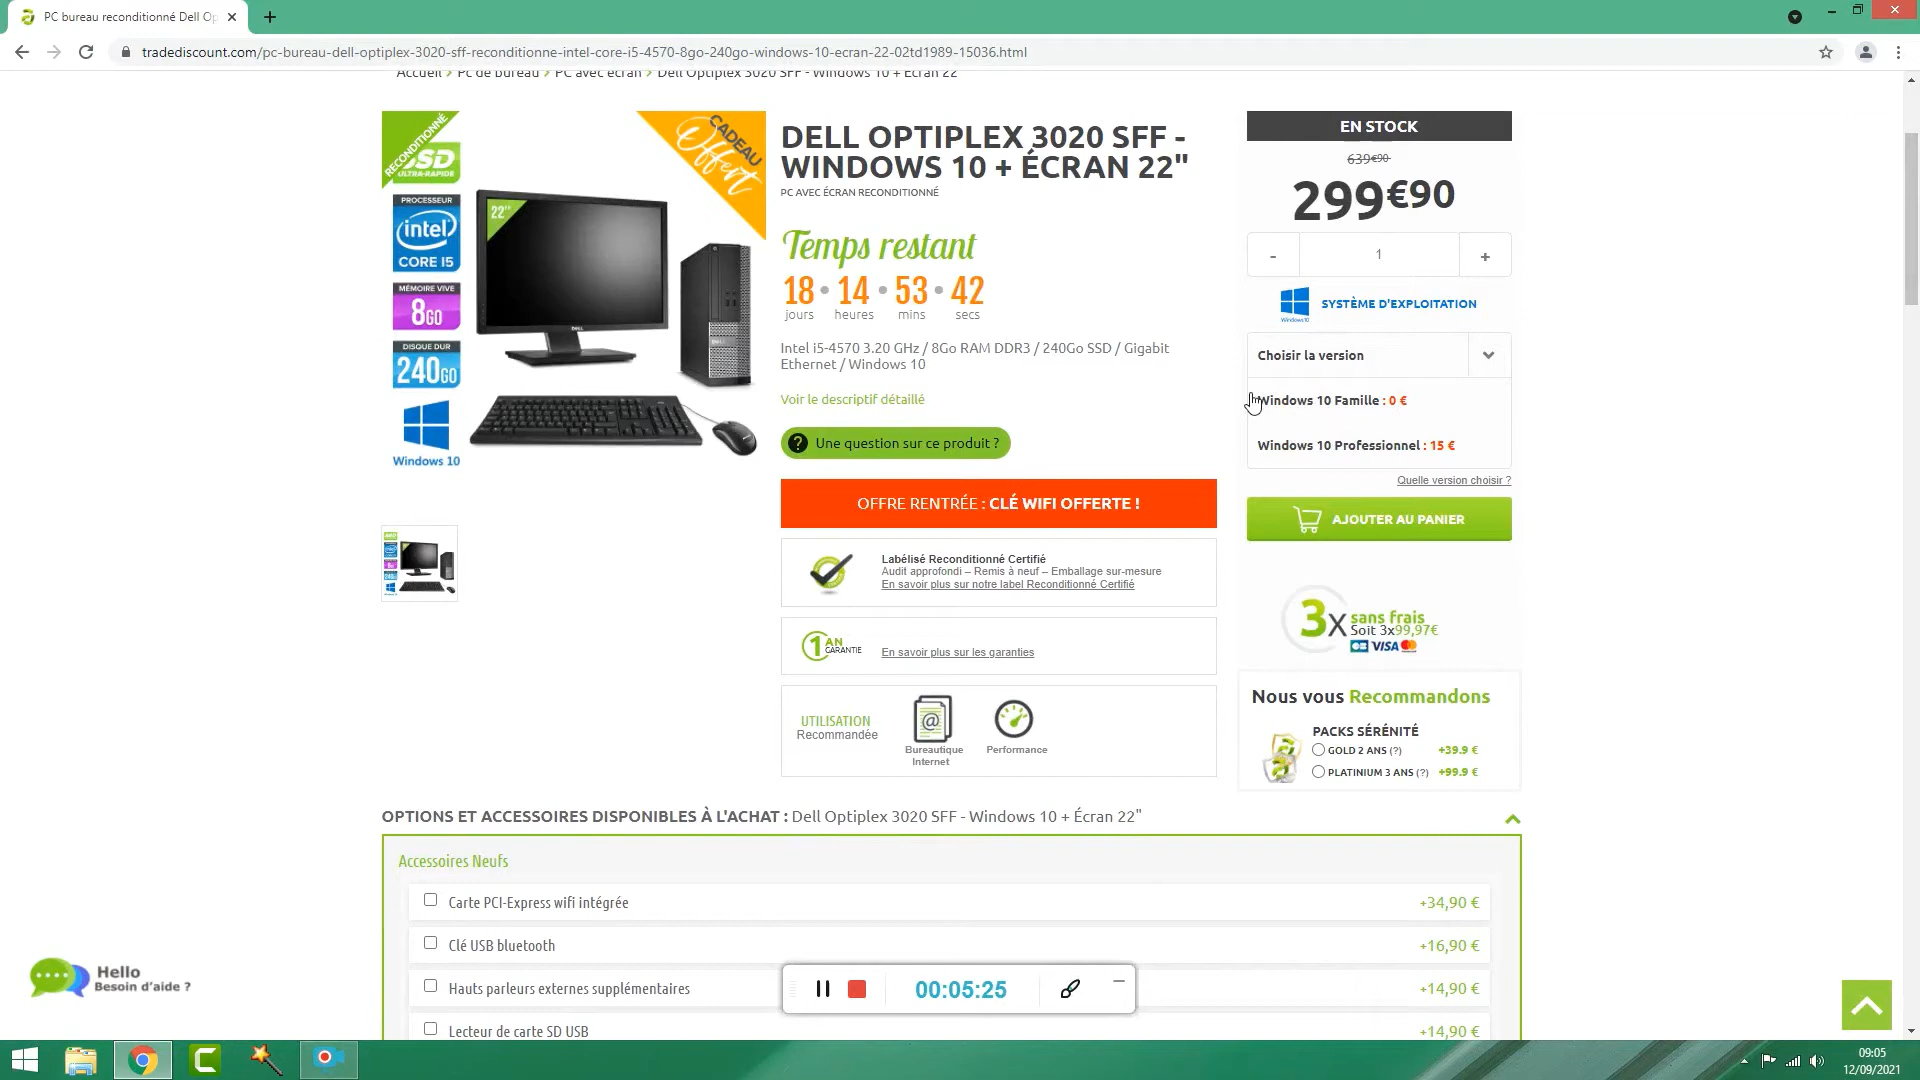 PC bureau reconditionné Dell Op
tradediscount.com/pc-bureau-dell-optiplex-3020-sff-reconditionne-intel-core-i5-4570-8go-240go-windows-10-ecran-22-02td1989-15036.html
Accueil > Pc de bureau > PC avec écran > Dell Optiplex 3020 SFF - Windows 10 + Écran 22
RECONDITIONNÉ
SSD
ULTRA-RAPIDE
PROCESSEUR
intel
CORE I5
MÉMOIRE VIVE
8GO
DISQUE DUR
240GO
Windows 10
22"
DELL
CADEAU
Offert
DELL OPTIPLEX 3020 SFF -
WINDOWS 10 + ÉCRAN 22"
PC AVEC ÉCRAN RECONDITIONNÉ
Temps restant
18 • 14 • 53 • 42
jours heures mins secs
Intel i5-4570 3.20 GHz / 8Go RAM DDR3 / 240Go SSD / Gigabit
Ethernet / Windows 10
Voir le descriptif détaillé
? Une question sur ce produit ?
OFFRE RENTRÉE : CLÉ WIFI OFFERTE !
Labélisé Reconditionné Certifié
Audit approfondi – Remis à neuf – Emballage sur-mesure
En savoir plus sur notre label Reconditionné Certifié
1 AN
GARANTIE
En savoir plus sur les garanties
UTILISATION
Recommandée
Bureautique
Internet
Performance
EN STOCK
639€90
299€90
- 1 +
Windows 10
SYSTÈME D'EXPLOITATION
Choisir la version
Windows 10 Famille : 0 €
Windows 10 Professionnel : 15 €
Quelle version choisir ?
AJOUTER AU PANIER
3x sans frais
Soit 3x99,97€
CB VISA
Nous vous Recommandons
PACKS SÉRÉNITÉ
GOLD 2 ANS (?) +39.9 €
PLATINIUM 3 ANS (?) +99.9 €
OPTIONS ET ACCESSOIRES DISPONIBLES À L'ACHAT : Dell Optiplex 3020 SFF - Windows 10 + Écran 22"
Accessoires Neufs
Carte PCI-Express wifi intégrée +34,90 €
Clé USB bluetooth +16,90 €
Hauts parleurs externes supplémentaires +14,90 €
Lecteur de carte SD USB +14,90 €
Hello
Besoin d'aide ?
00:05:25
09:05
12/09/2021